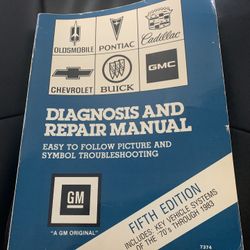 OLDSMOBILE
PONTIAC
Cadillac
CHEVROLET
BUICK
GMC
DIAGNOSIS AND
REPAIR MANUAL
EASY TO FOLLOW PICTURE AND
SYMBOL TROUBLESHOOTING
GM
"A GM ORIGINAL"
FIFTH EDITION
INCLUDES: KEY VEHICLE SYSTEMS
OF THE '70's THROUGH 1983
7374